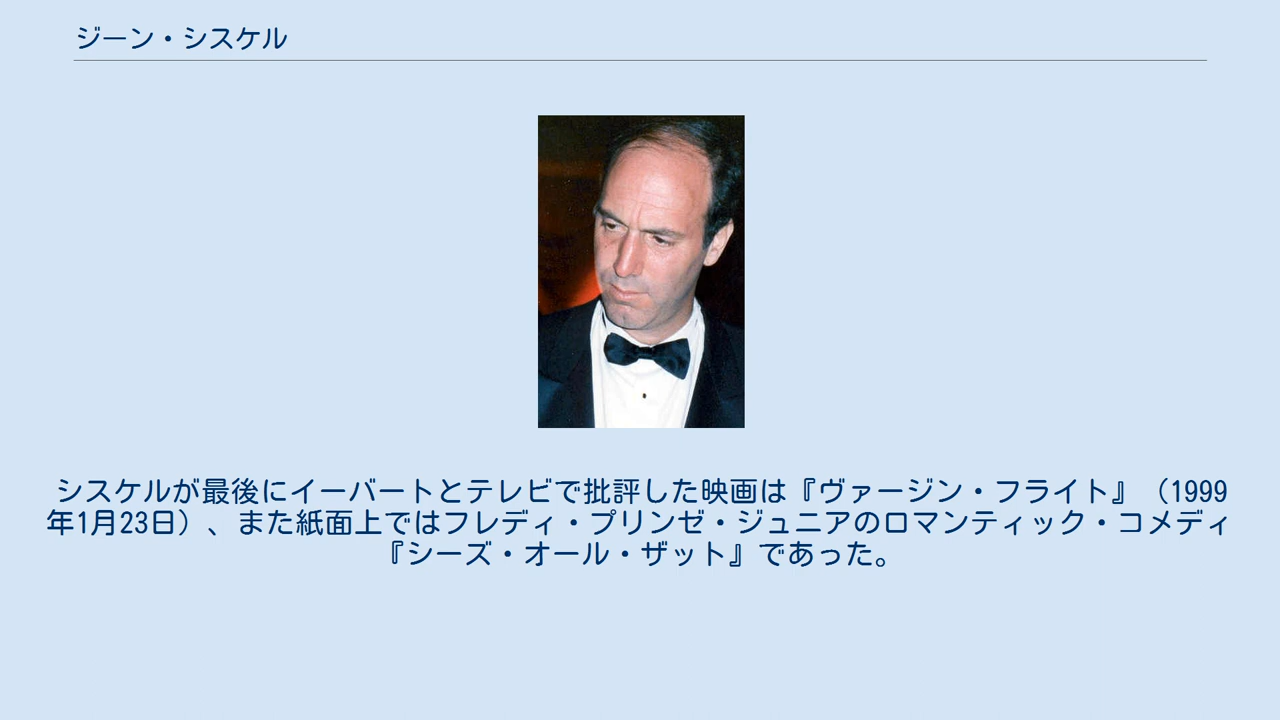 ジーン・シスケル
シスケルが最後にイーバートとテレビで批評した映画は『ヴァージン・フライト』（1999
年1月23日）、また紙面上ではフレディ・プリンゼ・ジュニアのロマンティック・コメディ
『シーズ・オール・ザット』であった。